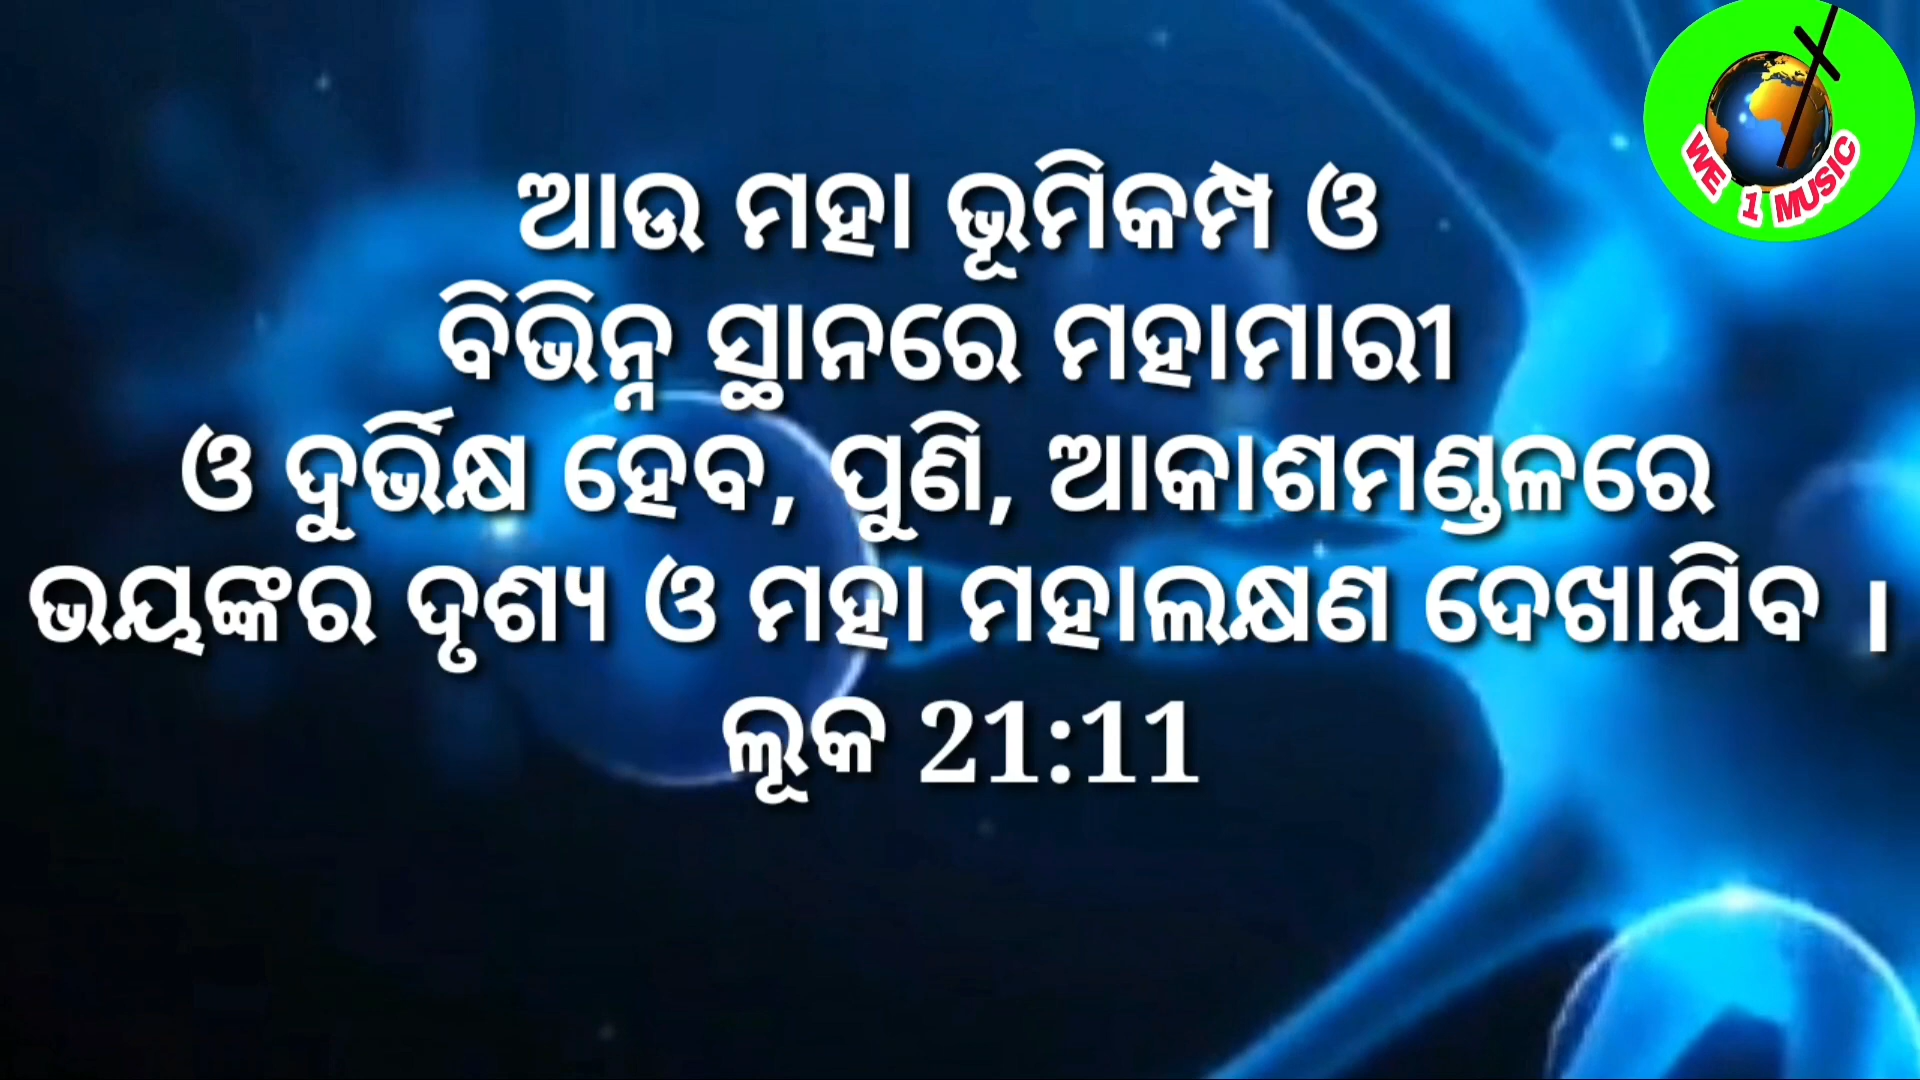 ଆଉ ମହା ଭୂମିକମ୍ପ ଓ
ବିଭିନ୍ନ ସ୍ଥାନରେ ମହାମାରୀ
ଓ ଦୁର୍ଭିକ୍ଷ ହେବ, ପୁଣି, ଆକାଶମଣ୍ଡଳରେ
ଭୟଙ୍କର ଦୃଶ୍ୟ ଓ ମହା ମହାଲକ୍ଷଣ ଦେଖାଯିବ ।
ଲୂକ 21:11
WE 1 MUSIC